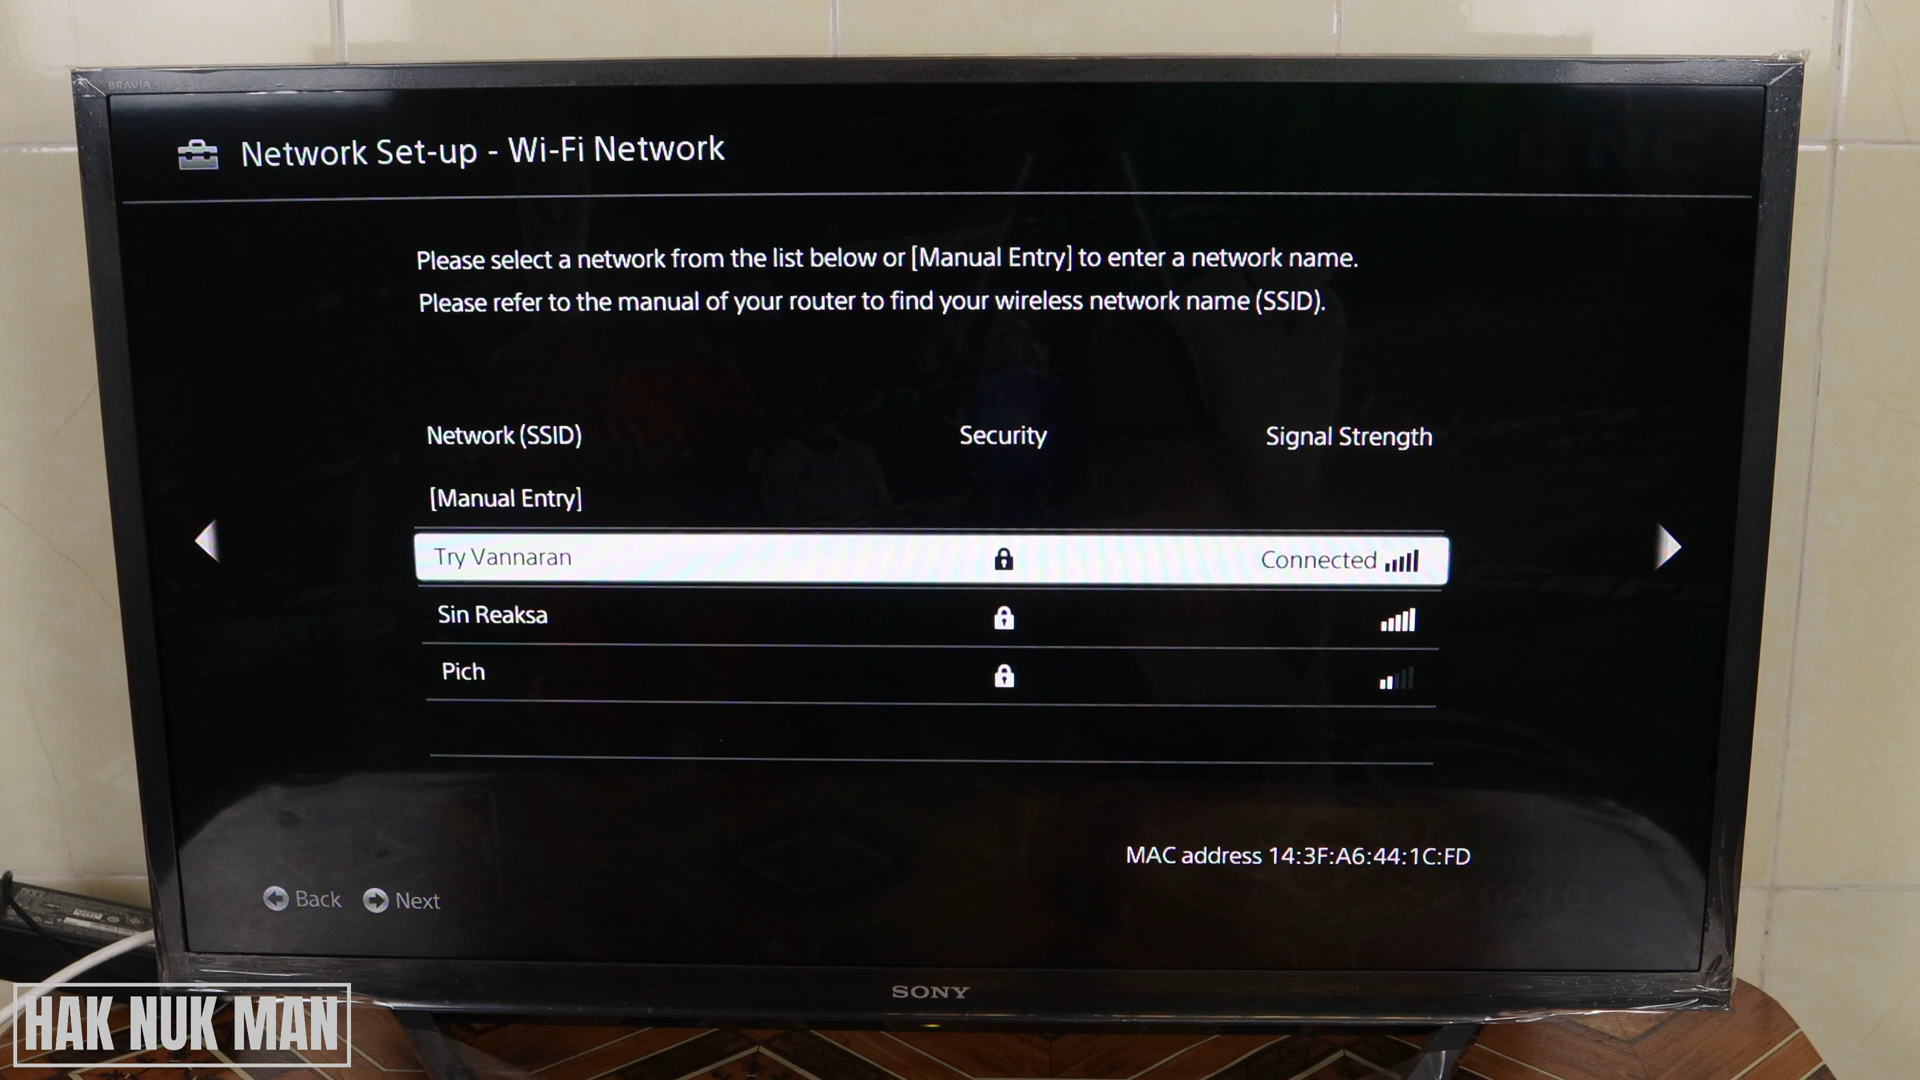 BRAVIA
Network Set-up - Wi-Fi Network
Please select a network from the list below or [Manual Entry] to enter a network name.
Please refer to the manual of your router to find your wireless network name (SSID).
Network (SSID) Security Signal Strength
[Manual Entry]
Try Vannaran Connected
Sin Reaksa
Pich
MAC address 14:3F:A6:44:1C:FD
Back Next
SONY
HAK NUK MAN